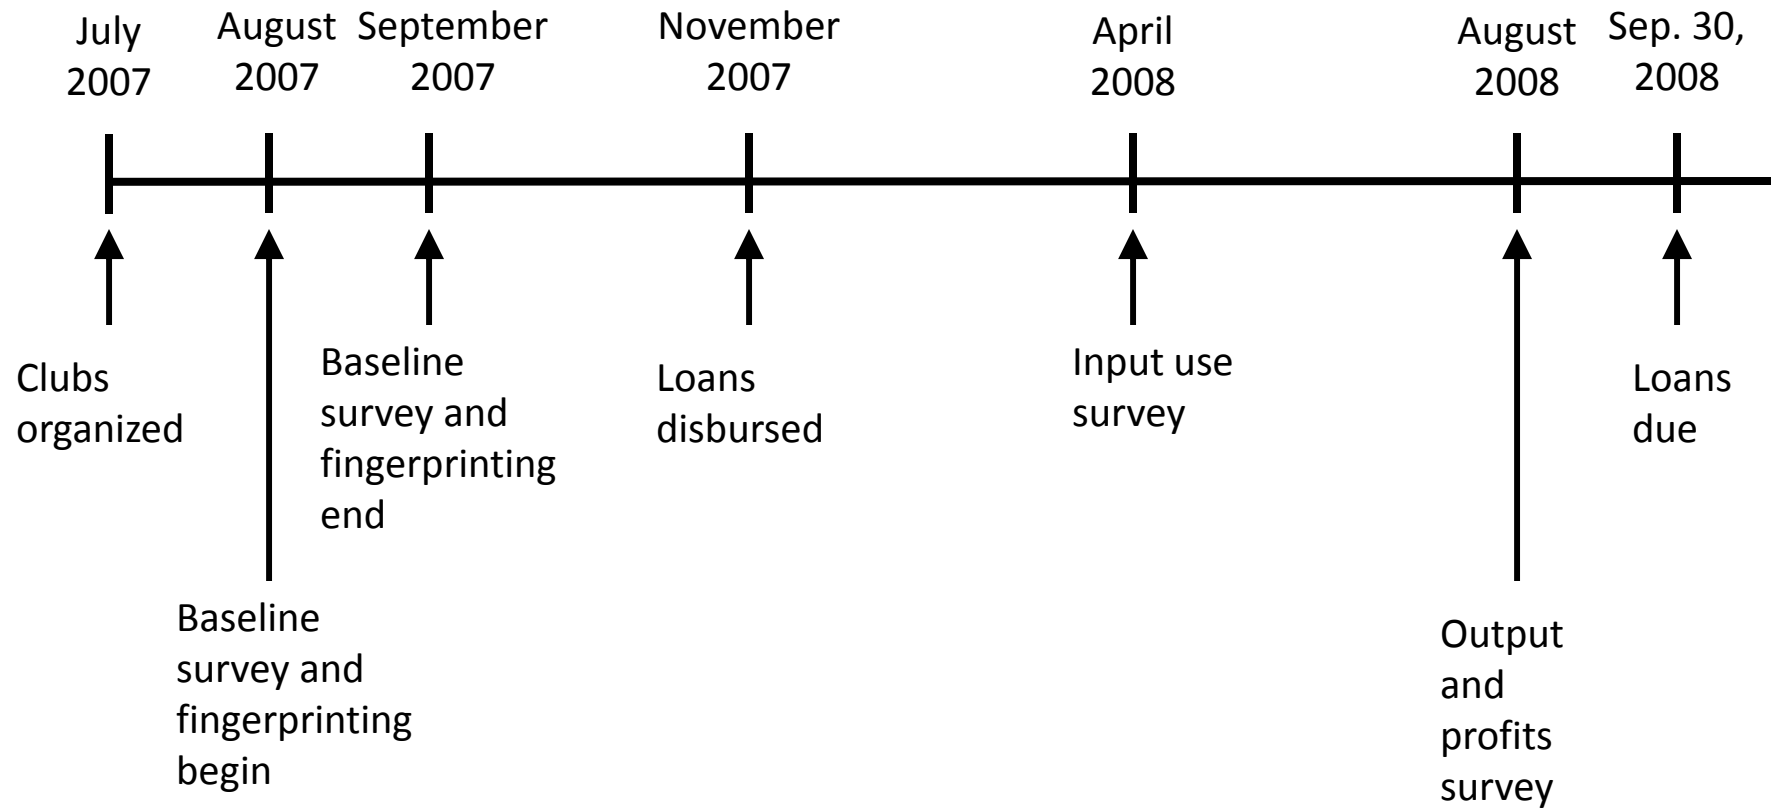 July
2007
August
2007
September
2007
November
2007
April
2008
August
2008
Sep. 30,
2008
Clubs
organized
Baseline
survey and
fingerprinting
begin
Baseline
survey and
fingerprinting
end
Loans
disbursed
Input use
survey
Output
and
profits
survey
Loans
due